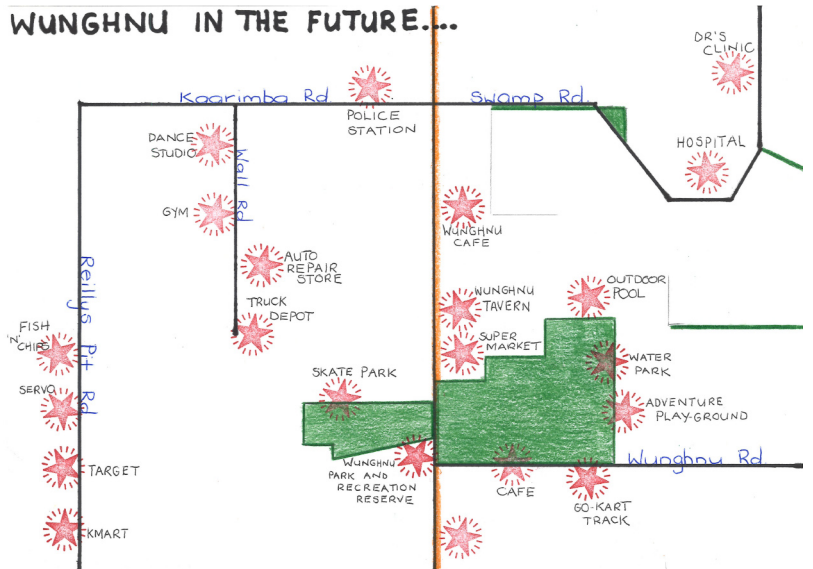 WUNGHNU IN THE FUTURE....
DR'S
CLINIC
Kaarimba Rd
Swamp Rd
POLICE
STATION
DANCE
STUDIO
Wall Rd
HOSPITAL
GYM
WUNGHNU
CAFE
AUTO
REPAIR
STORE
Reillys Pit Rd
OUTDOOR
POOL
WUNGHNU
TAVERN
TRUCK
DEPOT
FISH
'N'
CHIPS
SUPER
MARKET
WATER
PARK
SKATE PARK
SERVO
ADVENTURE
PLAY-GROUND
WUNGHNU
PARK AND
RECREATION
RESERVE
Wunghnu Rd
TARGET
CAFE
GO-KART
TRACK
KMART